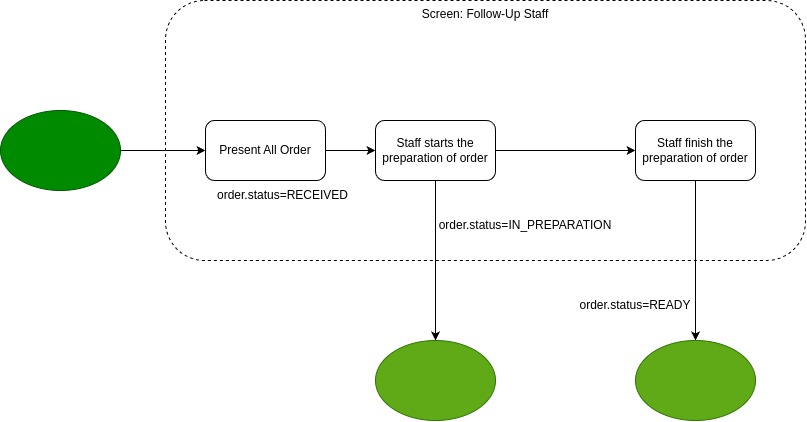 Screen: Follow-Up Staff
Present All Order
Staff starts the
preparation of order
Staff finish the
preparation of order
order.status=RECEIVED
order.status=IN_PREPARATION
order.status=READY